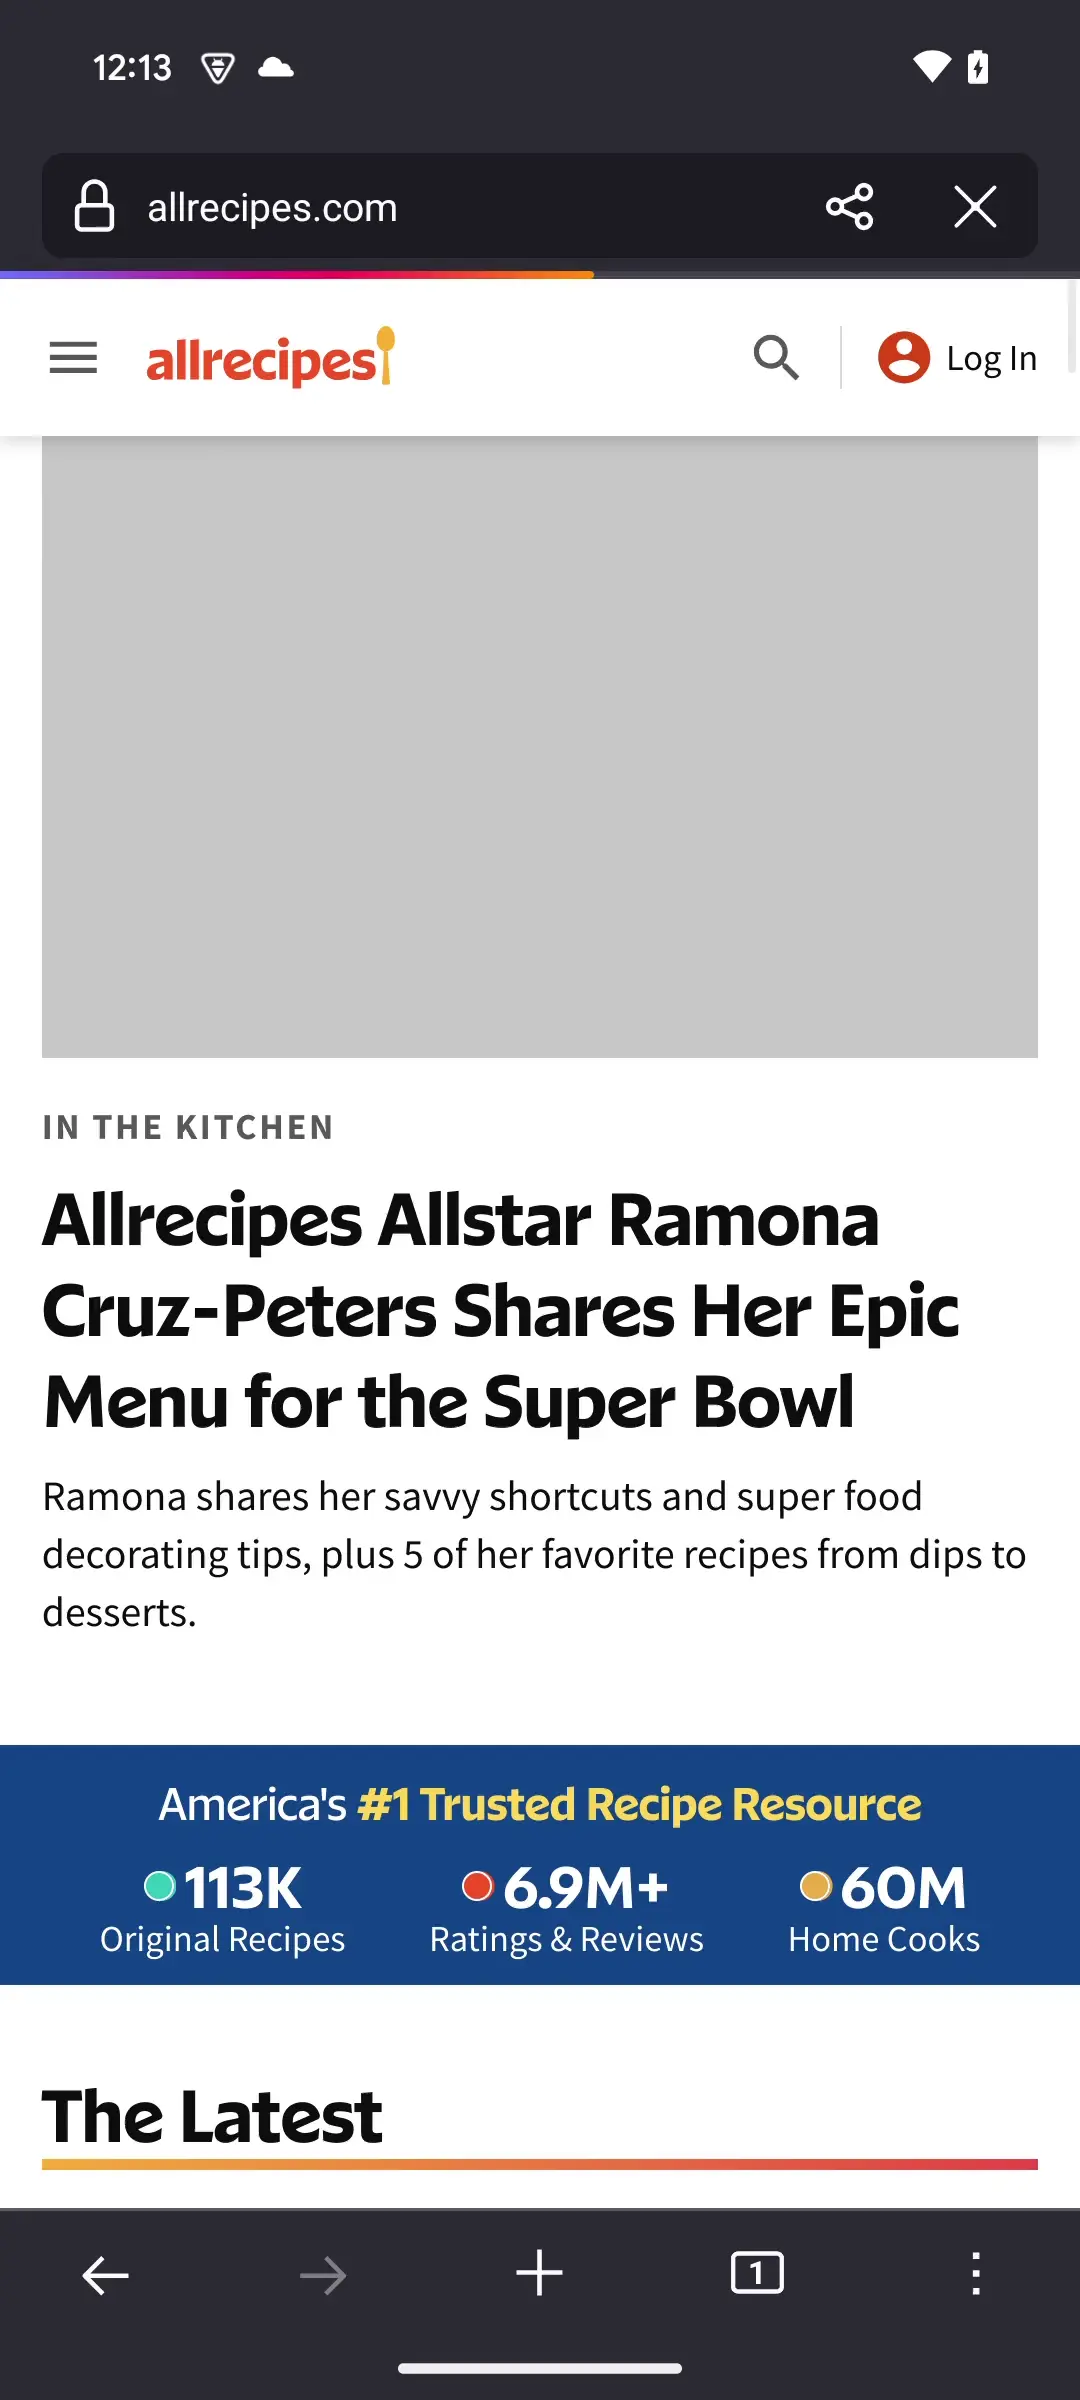 12:13
allrecipes.com
allrecipes
Log In
IN THE KITCHEN
Allrecipes Allstar Ramona
Cruz-Peters Shares Her Epic
Menu for the Super Bowl
Ramona shares her savvy shortcuts and super food
decorating tips, plus 5 of her favorite recipes from dips to
desserts.
America's #1 Trusted Recipe Resource
113K 6.9M+ 60M
Original Recipes Ratings & Reviews Home Cooks
The Latest
1